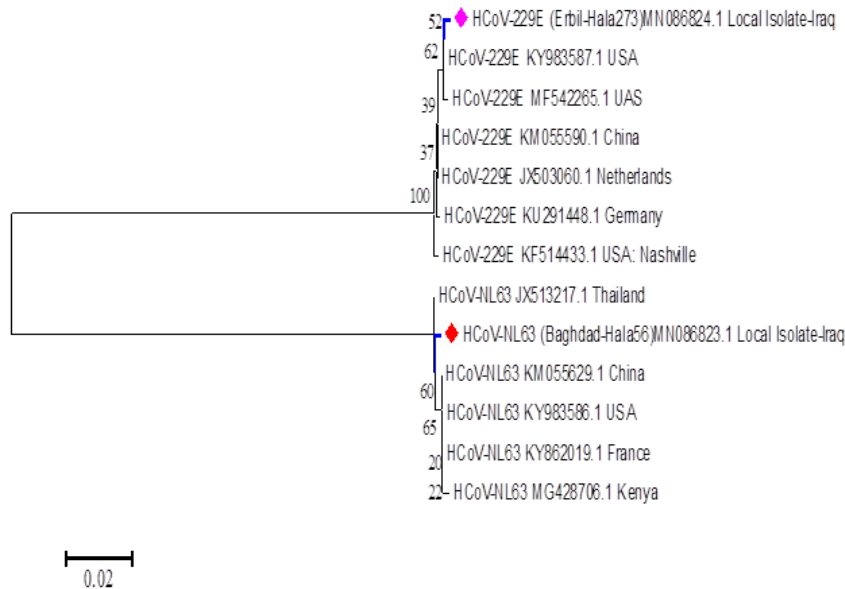 52
HCoV-229E (Erbil-Hala273)MN086824.1 Local Isolate-Iraq
62
HCoV-229E KY983587.1 USA
HCoV-229E MF542265.1 UAS
39
HCoV-229E KM055590.1 China
37
HCoV-229E JX503060.1 Netherlands
100
HCoV-229E KU291448.1 Germany
HCoV-229E KF514433.1 USA: Nashville
HCoV-NL63 JX513217.1 Thailand
HCoV-NL63 (Baghdad-Hala56)MN086823.1 Local Isolate-Iraq
HCoV-NL63 KM055629.1 China
60
HCoV-NL63 KY983586.1 USA
65
HCoV-NL63 KY862019.1 France
20
22
HCoV-NL63 MG428706.1 Kenya
0.02